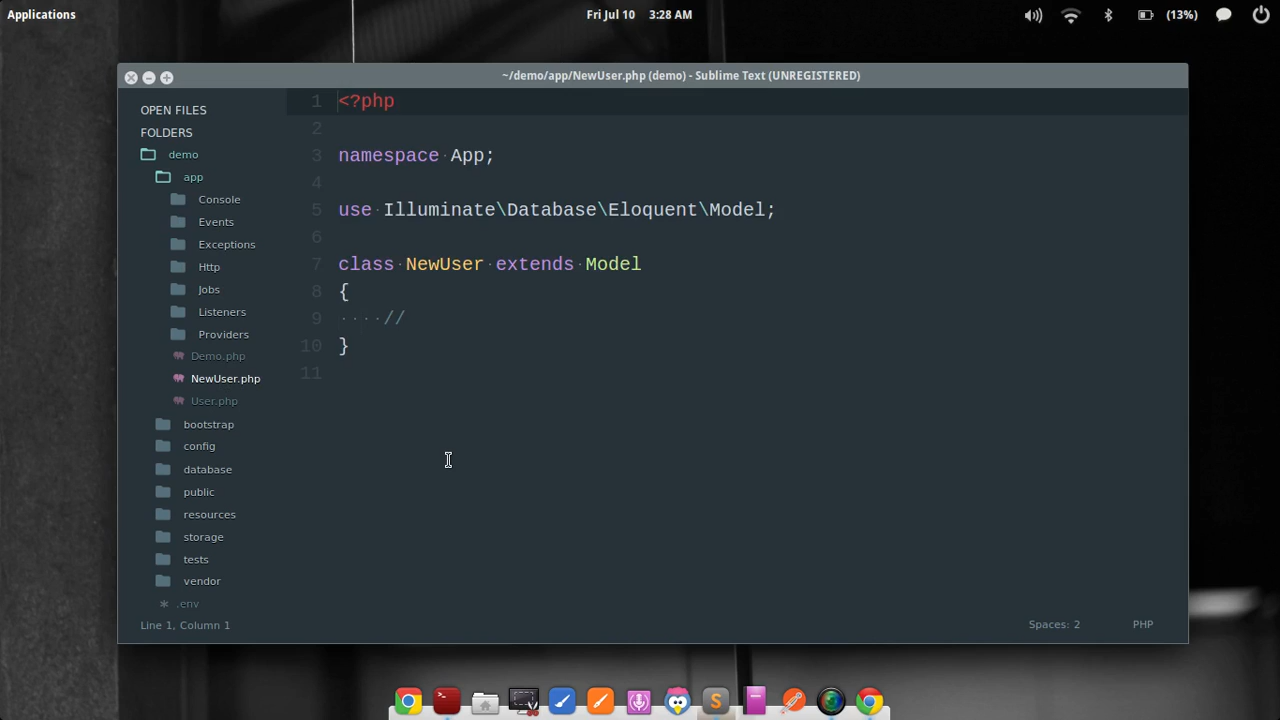 Applications
Fri Jul 10 3:28 AM
(13%)
~/demo/app/NewUser.php (demo) - Sublime Text (UNREGISTERED)
OPEN FILES
FOLDERS
demo
app
Console
Events
Exceptions
Http
Jobs
Listeners
Providers
Demo.php
NewUser.php
User.php
bootstrap
config
database
public
resources
storage
tests
vendor
.env
1 <?php
2
3 namespace App;
4
5 use Illuminate\Database\Eloquent\Model;
6
7 class NewUser extends Model
8 {
9 ····//
10 }
11
Line 1, Column 1
Spaces: 2
PHP
S